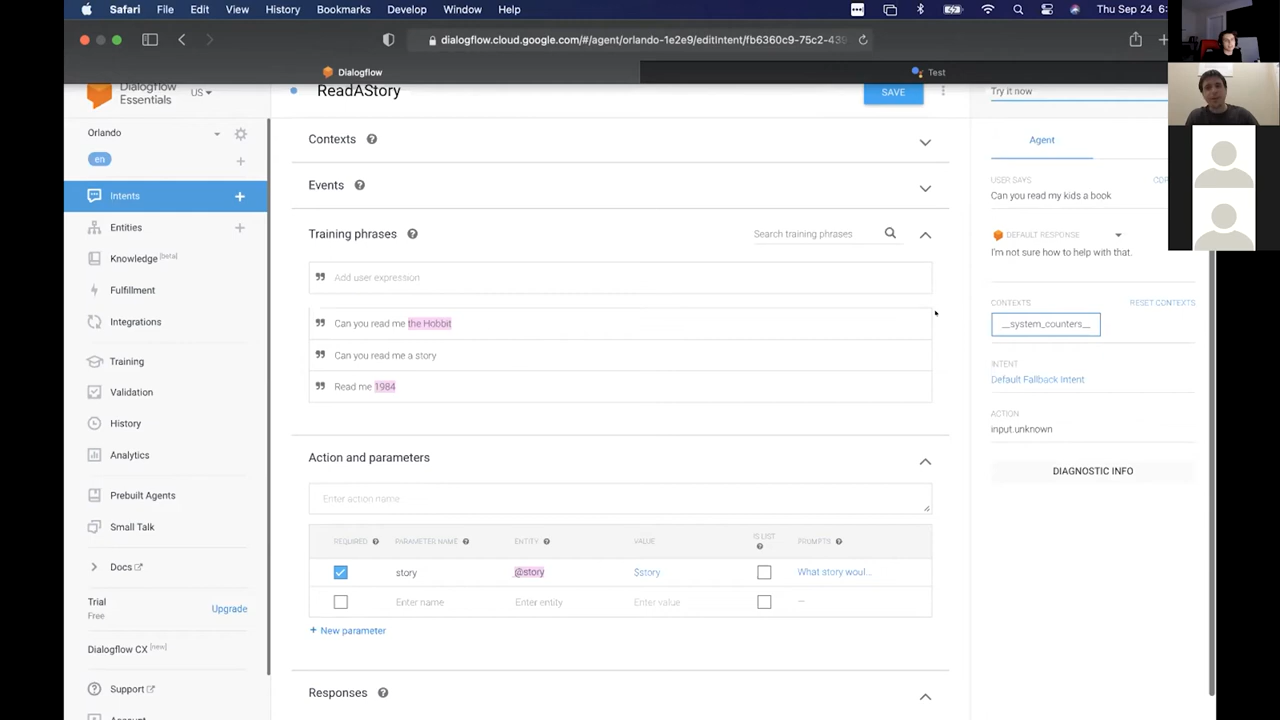 Safari File Edit View History Bookmarks Develop Window Help Thu Sep 24 6:
dialogflow.cloud.google.com/#/agent/orlando-1e2e9/editIntent/fb6360c9-75c2-439
Dialogflow Test
Dialogflow
Essentials
US
ReadAStory
SAVE
Try it now
Orlando
en
Intents
Entities
Knowledge [beta]
Fulfillment
Integrations
Training
Validation
History
Analytics
Prebuilt Agents
Small Talk
Docs
Trial
Free
Upgrade
Dialogflow CX [new]
Support
Contexts
Events
Training phrases
Search training phrases
Add user expression
Can you read me the Hobbit
Can you read me a story
Read me 1984
Action and parameters
Enter action name
REQUIRED PARAMETER NAME ENTITY VALUE IS LIST PROMPTS
story @story $story What story woul...
Enter name Enter entity Enter value –
+ New parameter
Responses
Agent
USER SAYS
Can you read my kids a book
DEFAULT RESPONSE
I'm not sure how to help with that.
CONTEXTS RESET CONTEXTS
__system_counters__
INTENT
Default Fallback Intent
ACTION
input.unknown
DIAGNOSTIC INFO